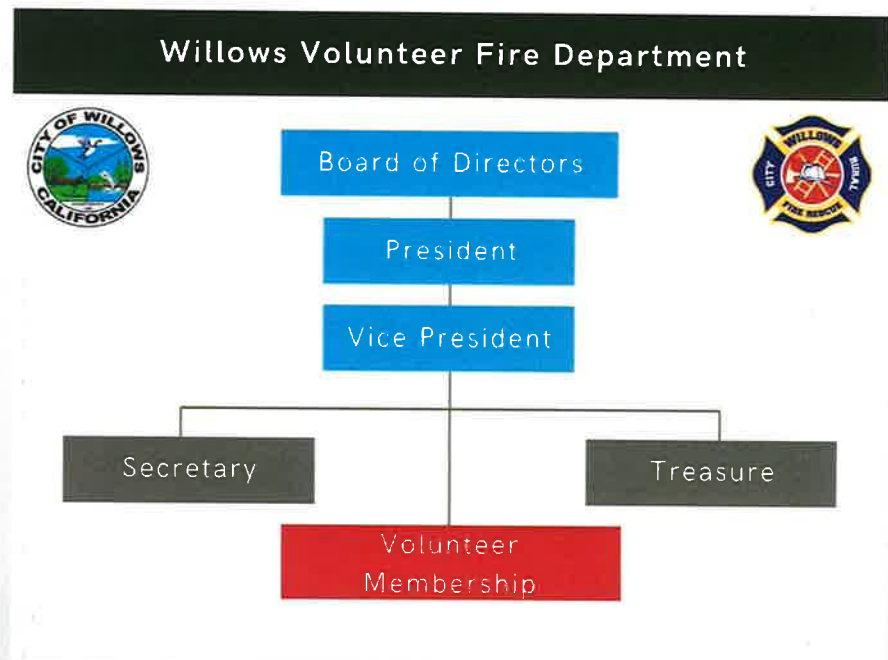 Willows Volunteer Fire Department
CITY OF WILLOWS
CALIFORNIA
WILLOWS
CITY
RURAL
FIRE RESCUE
Board of Directors
President
Vice President
Secretary
Treasure
Volunteer
Membership